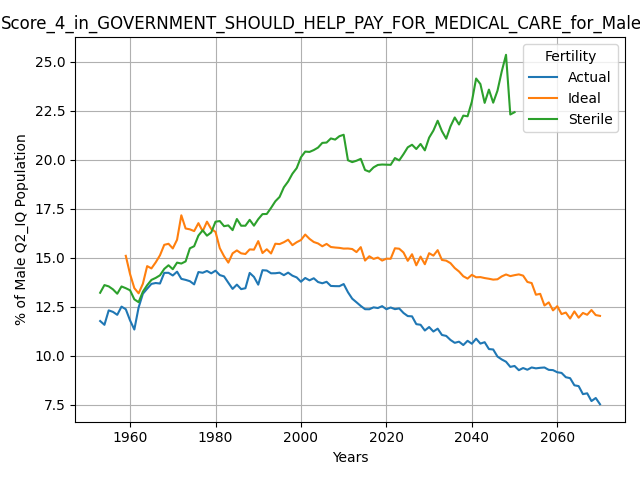 Score_4_in_GOVERNMENT_SHOULD_HELP_PAY_FOR_MEDICAL_CARE_for_Male
25.0
22.5
20.0
17.5
15.0
12.5
10.0
7.5
% of Male Q2_IQ Population
Fertility
Actual
Ideal
Sterile
1960 1980 2000 2020 2040 2060
Years